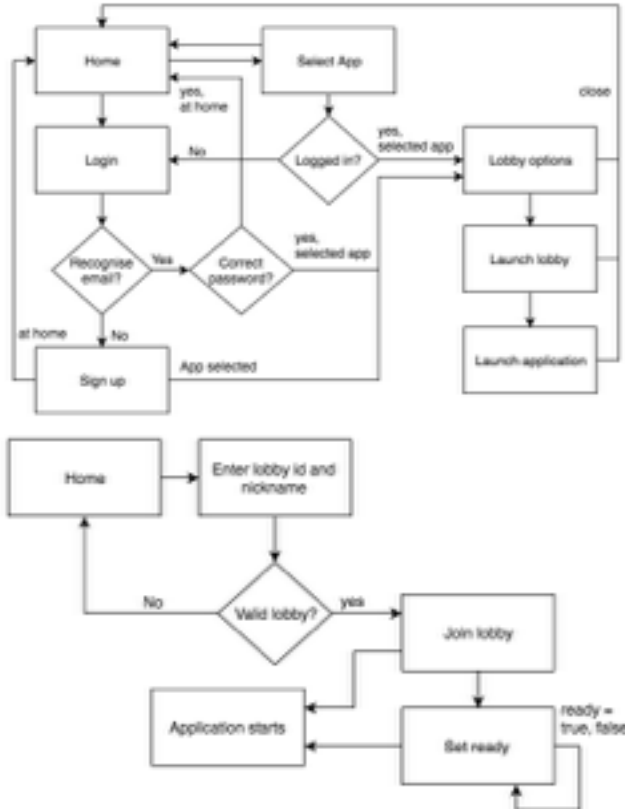 Home
Select App
close
yes,
at home
Login
No
Logged in?
yes,
selected app
Lobby options
Recognise
email?
Yes
Correct
password?
yes,
selected app
Launch lobby
at home
No
Launch application
Sign up
App selected
Home
Enter lobby id and
nickname
No
Valid lobby?
yes
Join lobby
Application starts
Set ready
ready =
true, false